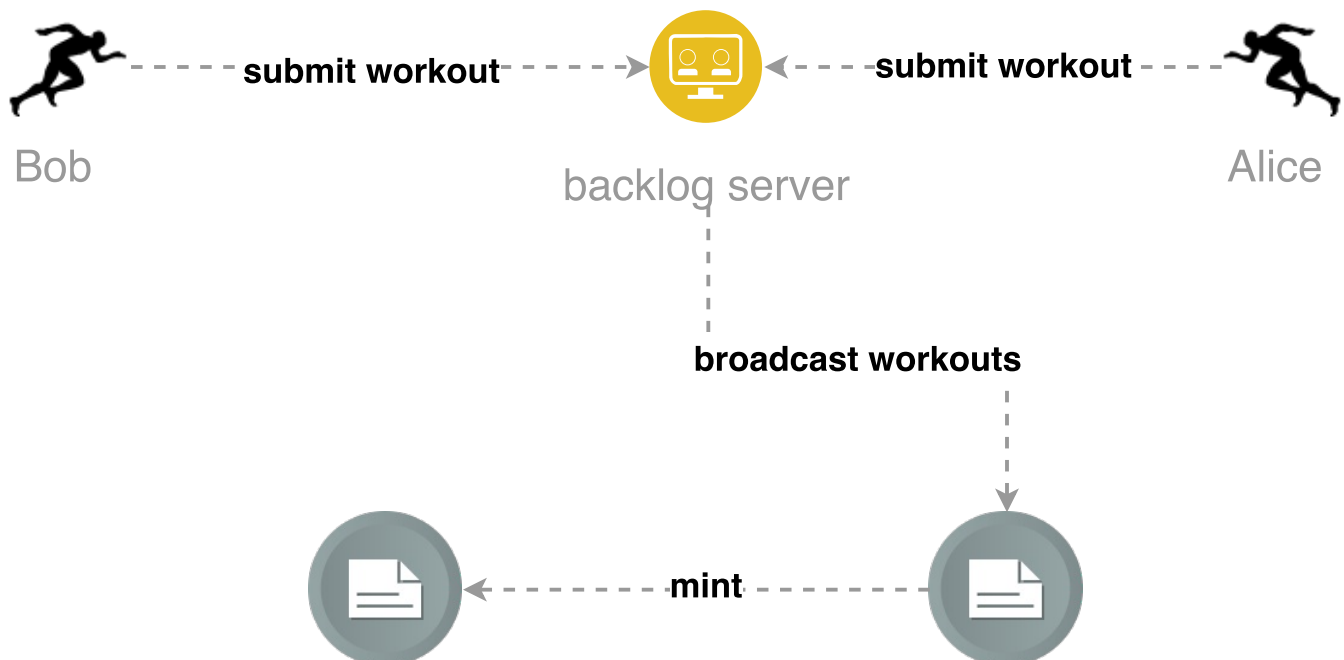 submit workout
submit workout
Bob
backlog server
Alice
broadcast workouts
mint